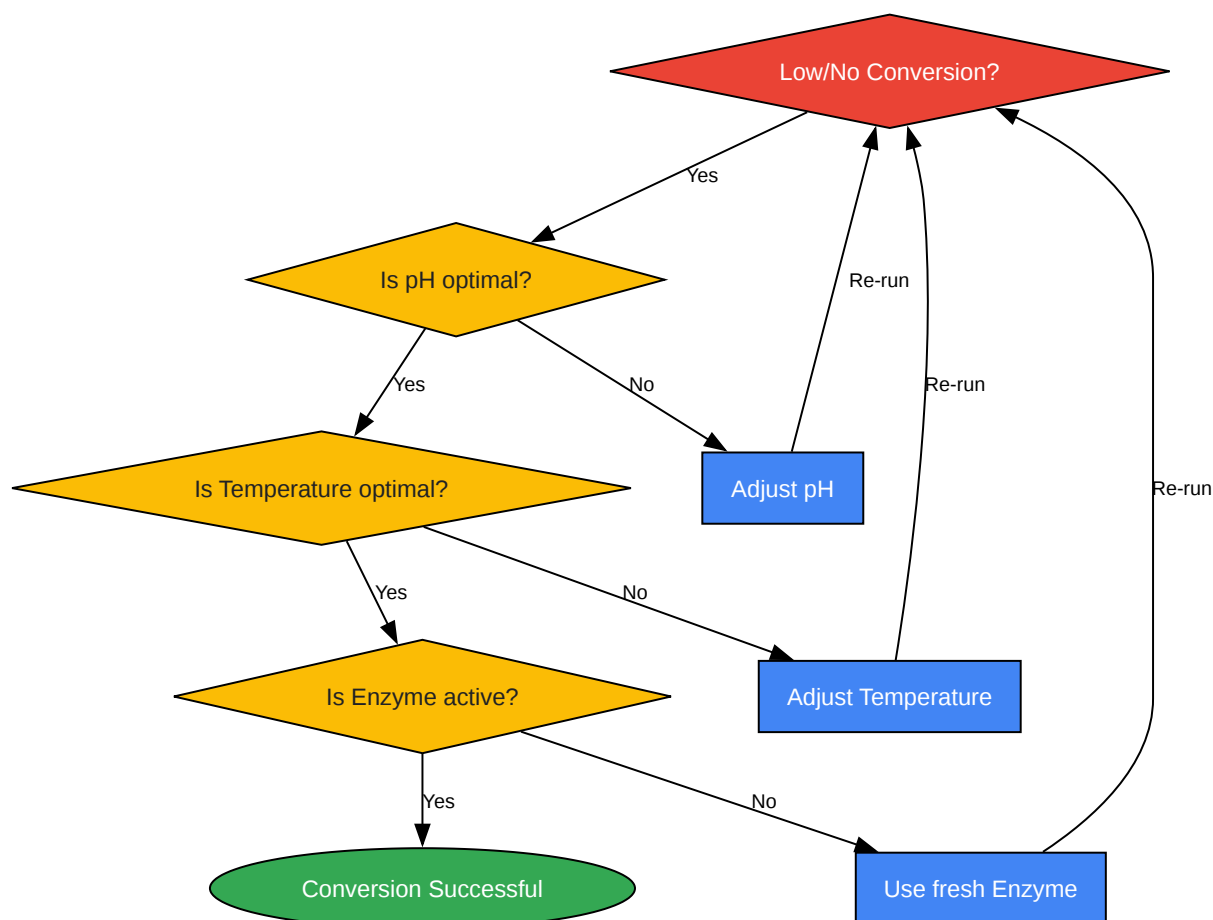 Low/No Conversion?
Yes
Is pH optimal?
Re-run
Yes
No
Re-run
Is Temperature optimal?
Adjust pH
Re-run
Yes
No
Is Enzyme active?
Adjust Temperature
Yes
No
Conversion Successful
Use fresh Enzyme